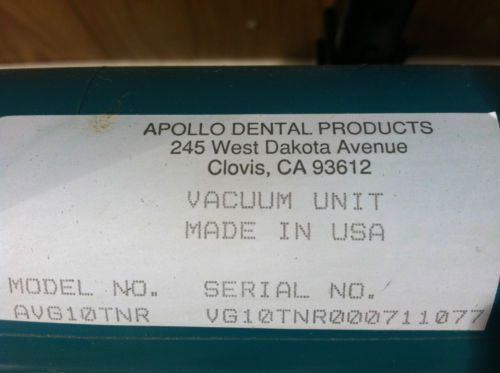 APOLLO DENTAL PRODUCTS
245 West Dakota Avenue
Clovis, CA 93612
VACUUM UNIT
MADE IN USA
MODEL NO. SERIAL NO.
AVG10TNR VG10TNR000711077